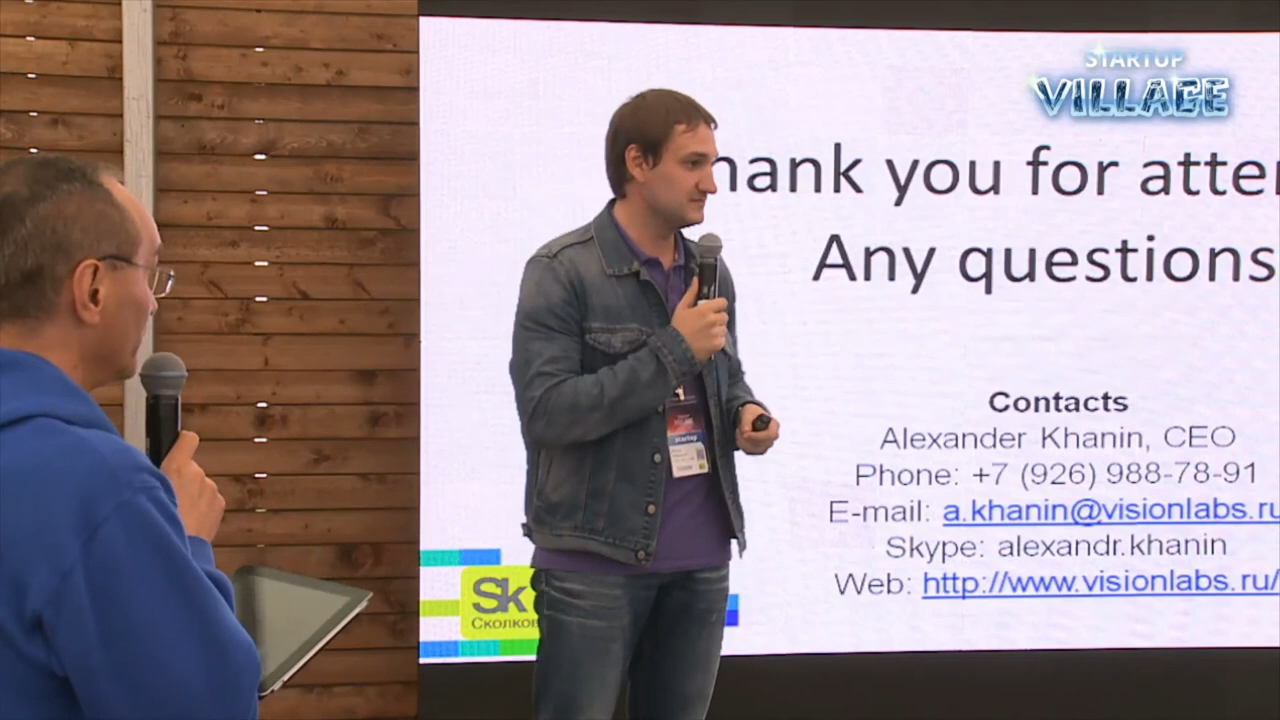 STARTUP
VILLAGE
hank you for atte
Any questions
Contacts
Alexander Khanin, CEO
Phone: +7 (926) 988-78-91
E-mail: a.khanin@visionlabs.ru
Skype: alexandr.khanin
Web: http://www.visionlabs.ru/
startup
Sk
Сколков